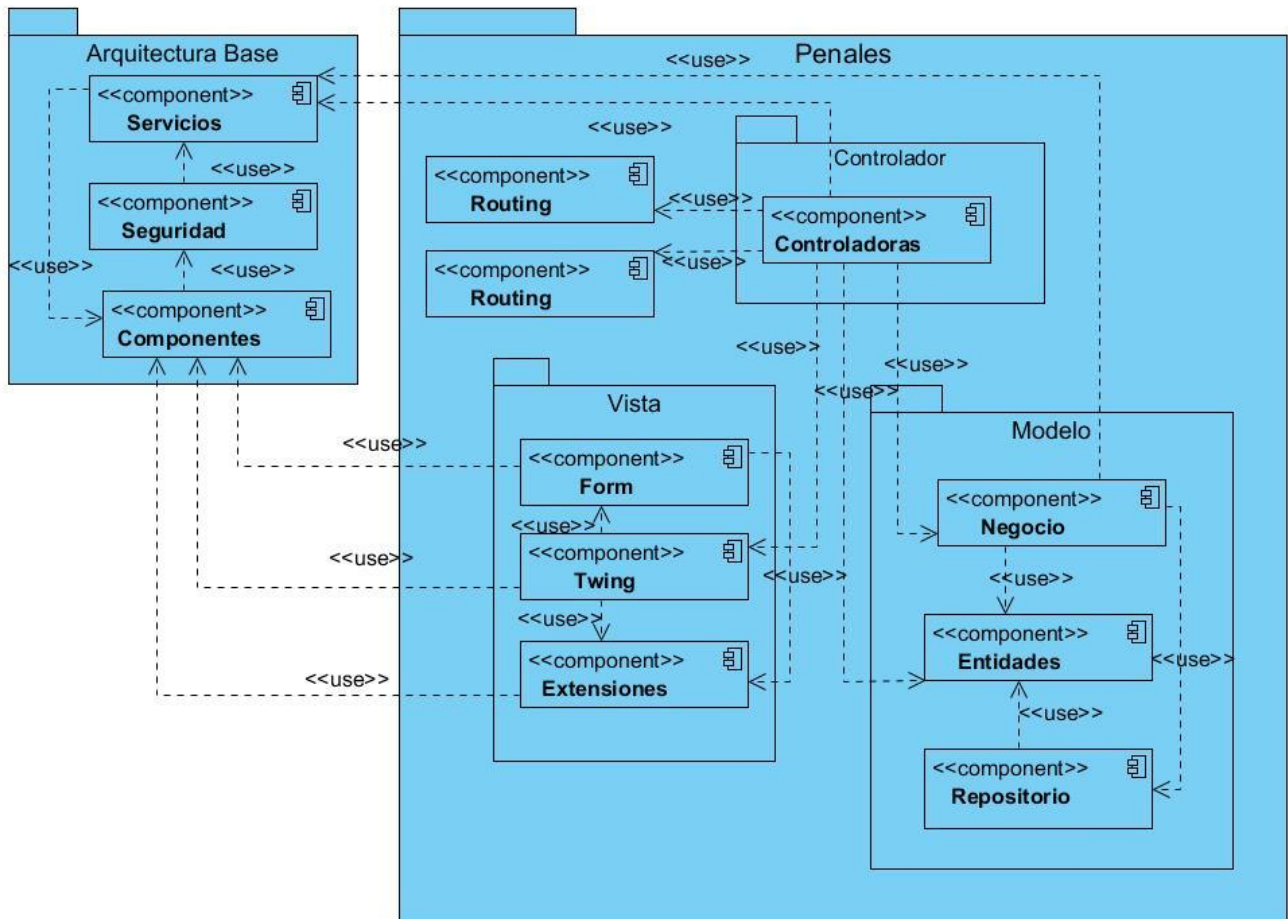 Arquitectura Base
<<component>>
Servicios
<<use>>
<<component>>
Seguridad
<<use>>
<<use>>
<<component>>
Componentes
Penales
<<use>>
<<use>>
Controlador
<<component>>
Routing
<<use>>
<<component>>
Controladoras
<<component>>
Routing
<<use>>
<<use>>
<<use>>
<<use>>
Vista
<<component>>
Form
<<use>>
<<use>>
<<component>>
Twing
<<use>>
<<use>>
<<use>>
<<component>>
Extensiones
<<use>>
Modelo
<<component>>
Negocio
<<use>>
<<component>>
Entidades
<<use>>
<<use>>
<<component>>
Repositorio